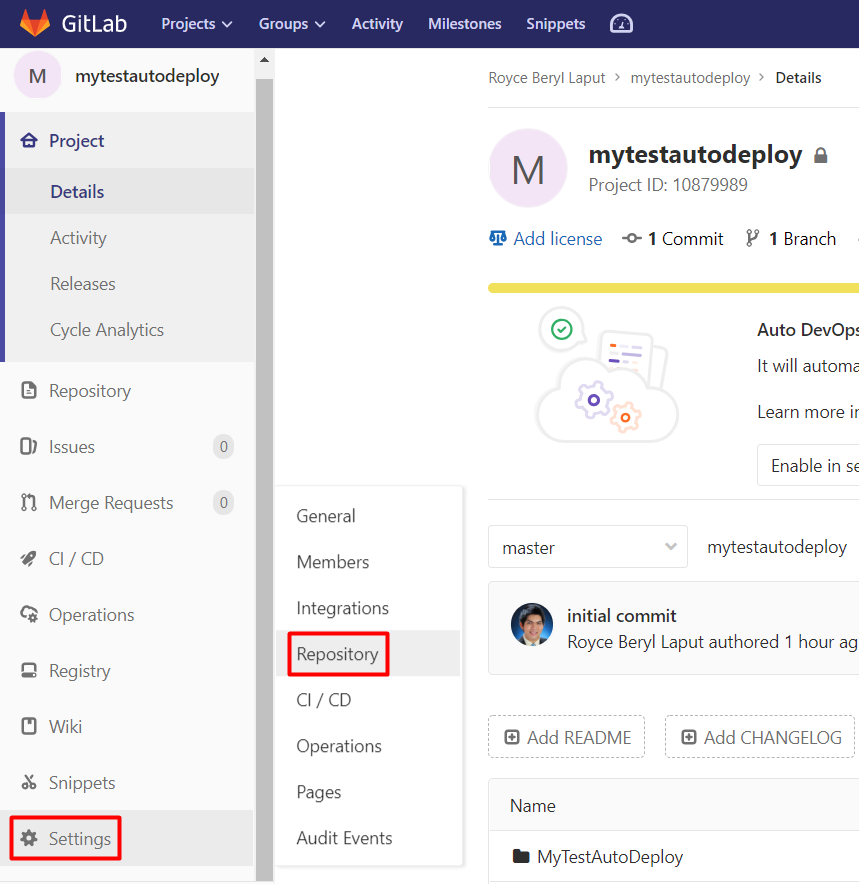 GitLab Projects Groups Activity Milestones Snippets
M mytestautodeploy
Project
Details
Activity
Releases
Cycle Analytics
Repository
Issues 0
Merge Requests 0
CI / CD
Operations
Registry
Wiki
Snippets
Settings
General
Members
Integrations
Repository
CI / CD
Operations
Pages
Audit Events
Royce Beryl Laput > mytestautodeploy > Details
M
mytestautodeploy
Project ID: 10879989
Add license 1 Commit 1 Branch
Auto DevOps
It will automa
Learn more in
Enable in se
master mytestautodeploy
initial commit
Royce Beryl Laput authored 1 hour ag
Add README Add CHANGELOG
Name
MyTestAutoDeploy